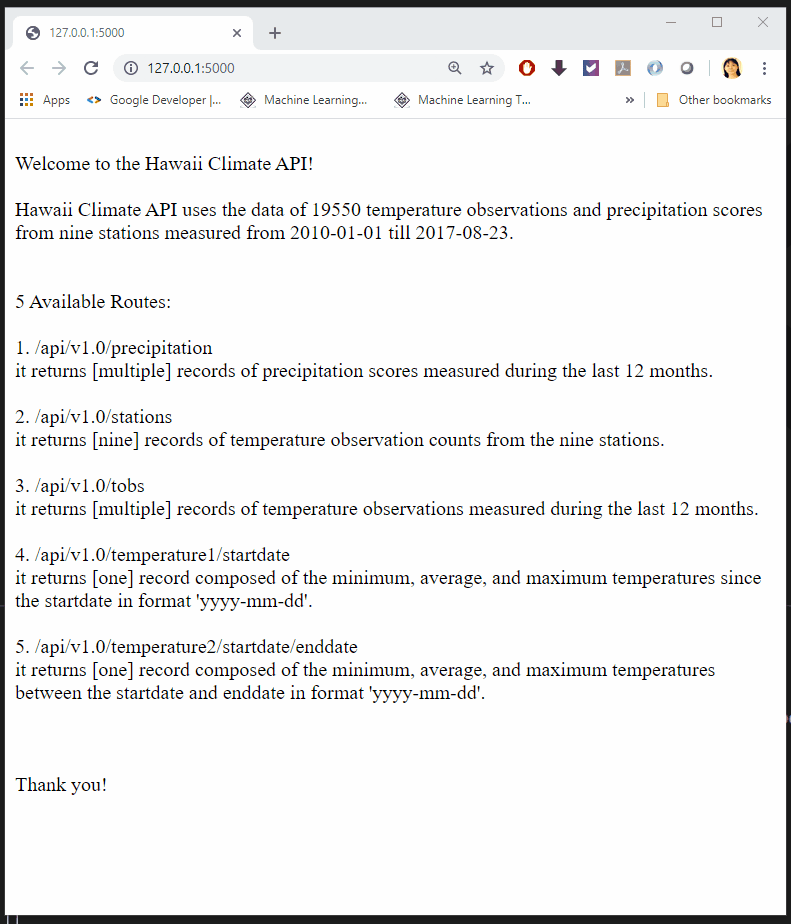 127.0.0.1:5000
127.0.0.1:5000
Apps
Google Developer |...
Machine Learning...
Machine Learning T...
»
Other bookmarks
Welcome to the Hawaii Climate API!
Hawaii Climate API uses the data of 19550 temperature observations and precipitation scores
from nine stations measured from 2010-01-01 till 2017-08-23.
5 Available Routes:
1. /api/v1.0/precipitation
it returns [multiple] records of precipitation scores measured during the last 12 months.
2. /api/v1.0/stations
it returns [nine] records of temperature observation counts from the nine stations.
3. /api/v1.0/tobs
it returns [multiple] records of temperature observations measured during the last 12 months.
4. /api/v1.0/temperature1/startdate
it returns [one] record composed of the minimum, average, and maximum temperatures since
the startdate in format 'yyyy-mm-dd'.
5. /api/v1.0/temperature2/startdate/enddate
it returns [one] record composed of the minimum, average, and maximum temperatures
between the startdate and enddate in format 'yyyy-mm-dd'.
Thank you!